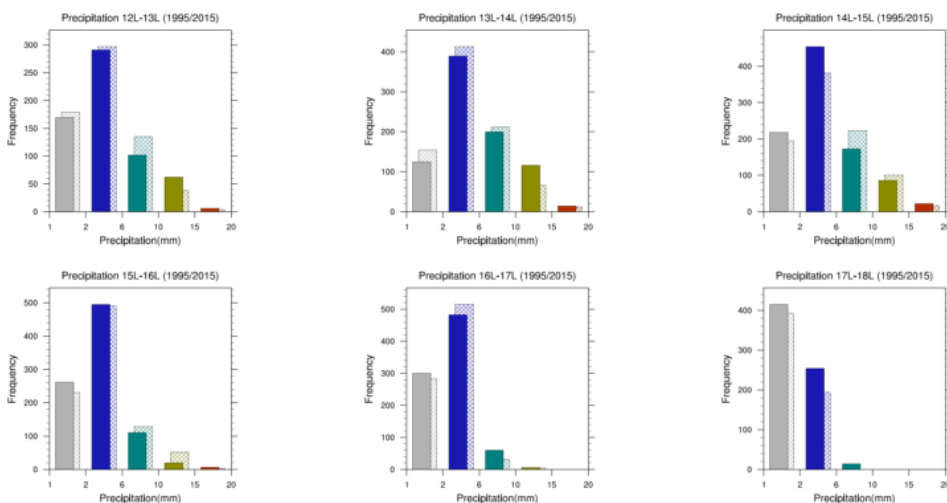 Precipitation 12L-13L (1995/2015)
Precipitation 13L-14L (1995/2015)
Precipitation 14L-15L (1995/2015)
Frequency
300
250
200
150
100
50
0
1 2 6 10 15 20
Precipitation(mm)
Frequency
400
300
200
100
0
1 2 6 10 15 20
Precipitation(mm)
Frequency
400
300
200
100
0
1 2 6 10 15 20
Precipitation(mm)
Precipitation 15L-16L (1995/2015)
Precipitation 16L-17L (1995/2015)
Precipitation 17L-18L (1995/2015)
Frequency
500
400
300
200
100
0
1 2 6 10 15 20
Precipitation(mm)
Frequency
500
400
300
200
100
0
1 2 6 10 15 20
Precipitation(mm)
Frequency
400
300
200
100
0
1 2 6 10 15 20
Precipitation(mm)